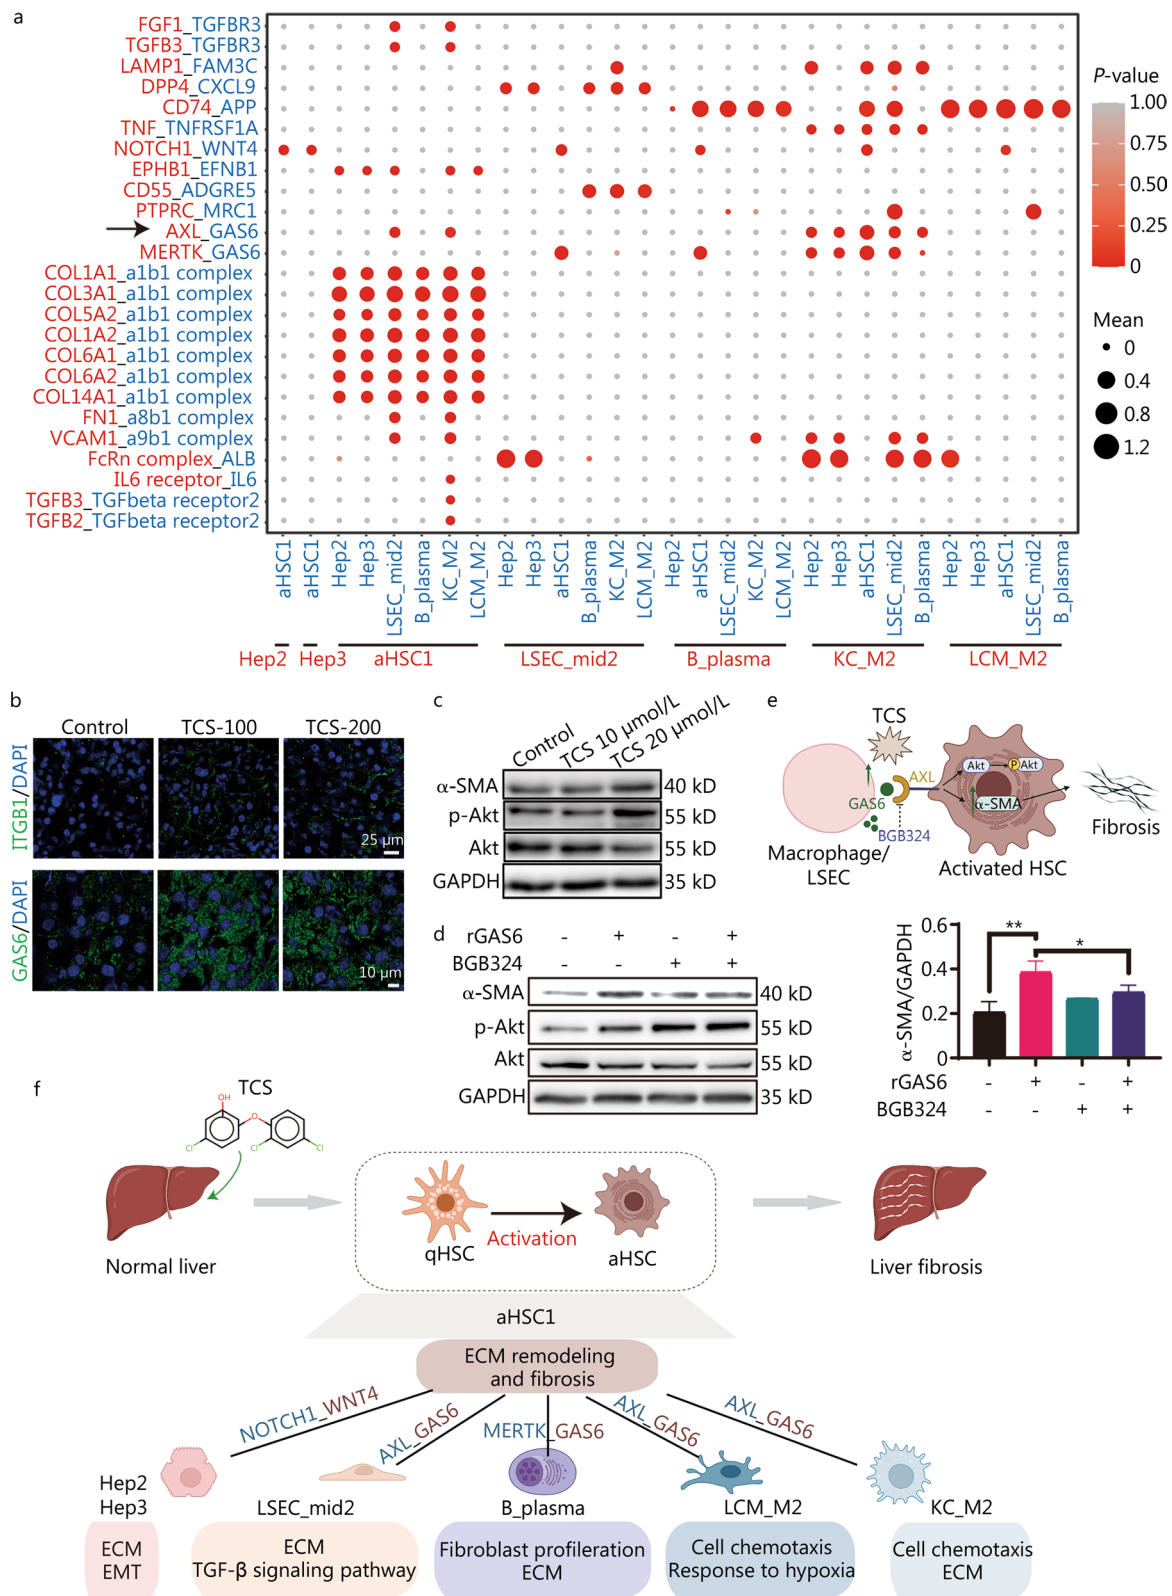 a
FGF1_TGFBR3
TGFB3_TGFBR3
LAMP1_FAM3C
DPP4_CXCL9
CD74_APP
TNF_TNFRSF1A
NOTCH1_WNT4
EPHB1_EFNB1
CD55_ADGRE5
PTPRC_MRC1
AXL_GAS6
MERTK_GAS6
COL1A1_a1b1 complex
COL3A1_a1b1 complex
COL5A2_a1b1 complex
COL1A2_a1b1 complex
COL6A1_a1b1 complex
COL6A2_a1b1 complex
COL14A1_a1b1 complex
FN1_a8b1 complex
VCAM1_a9b1 complex
FcRn complex_ALB
IL6 receptor_IL6
TGFB3_TGFbeta receptor2
TGFB2_TGFbeta receptor2
P-value
1.00
0.75
0.50
0.25
0
Mean
0
0.4
0.8
1.2
aHSC1 aHSC1 Hep2 Hep3 LSEC_mid2 B_plasma KC_M2 LCM_M2 Hep2 Hep3 aHSC1 B_plasma KC_M2 LCM_M2 Hep2 aHSC1 LSEC_mid2 KC_M2 LCM_M2 Hep2 Hep3 aHSC1 LSEC_mid2 B_plasma Hep2 Hep3 aHSC1 LSEC_mid2 B_plasma
Hep2 Hep3 aHSC1 LSEC_mid2 B_plasma KC_M2 LCM_M2
b
Control TCS-100 TCS-200
ITGB1/DAPI
25 µm
GAS6/DAPI
10 µm
c
Control TCS 10 µmol/L TCS 20 µmol/L
α-SMA 40 kD
p-Akt 55 kD
Akt 55 kD
GAPDH 35 kD
d
rGAS6 - + - +
BGB324 - - + +
α-SMA 40 kD
p-Akt 55 kD
Akt 55 kD
GAPDH 35 kD
e
TCS
AXL
GAS6
BGB324
Akt P Akt
α-SMA
Macrophage/
LSEC
Activated HSC
Fibrosis
α-SMA/GAPDH
0.6
0.4
0.2
0
**
*
rGAS6 - + - +
BGB324 - - + +
f
TCS
OH
O
Cl Cl Cl
Normal liver
qHSC
Activation
aHSC
Liver fibrosis
aHSC1
ECM remodeling
and fibrosis
NOTCH1_WNT4
AXL_GAS6
MERTK_GAS6
AXL_GAS6
AXL_GAS6
Hep2
Hep3
LSEC_mid2
B_plasma
LCM_M2
KC_M2
ECM
EMT
ECM
TGF-β signaling pathway
Fibroblast profileration
ECM
Cell chemotaxis
Response to hypoxia
Cell chemotaxis
ECM